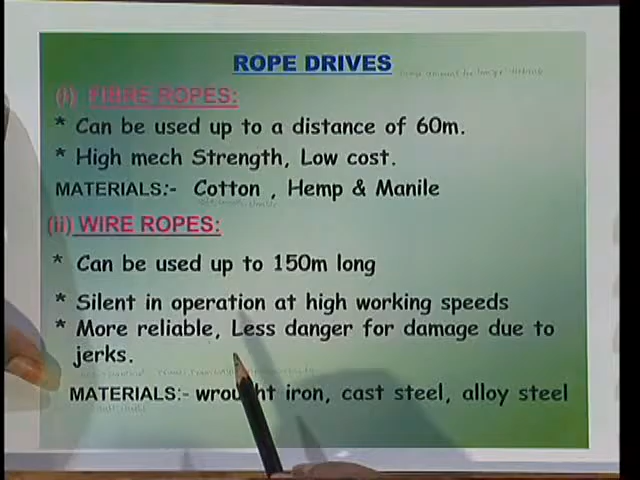 ROPE DRIVES
(i) FIBRE ROPES:
* Can be used up to a distance of 60m.
* High mech Strength, Low cost.
MATERIALS:- Cotton , Hemp & Manile
(ii) WIRE ROPES:
* Can be used up to 150m long
* Silent in operation at high working speeds
* More reliable, Less danger for damage due to
jerks.
MATERIALS:- wrought iron, cast steel, alloy steel